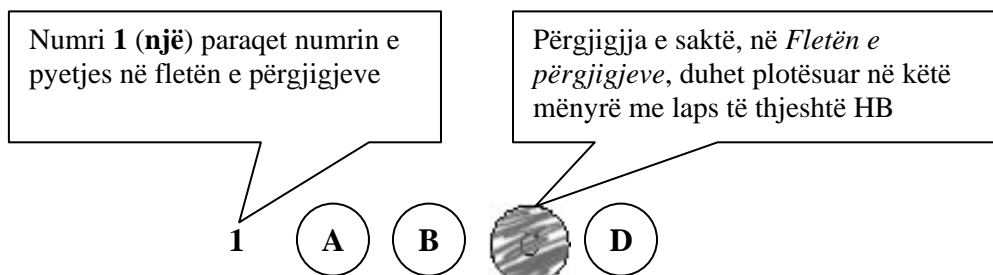 Numri 1 (një) paraqet numrin e
pyetjes në fletën e përgjigjeve
Përgjigjja e saktë, në Fletën e
përgjigjeve, duhet plotësuar në këtë
mënyrë me laps të thjeshtë HB
1 A B D